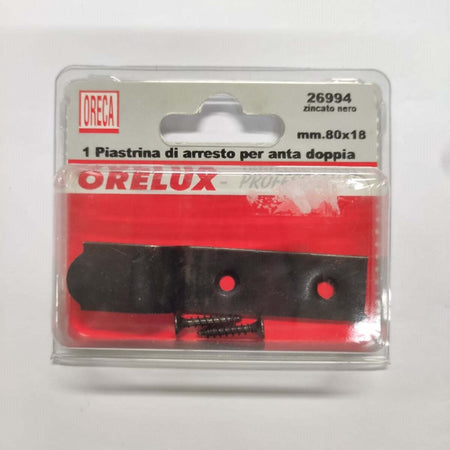 ORECA
26994
zincato nero
mm.80x18
1 Piastrina di arresto per anta doppia
ORELUX-